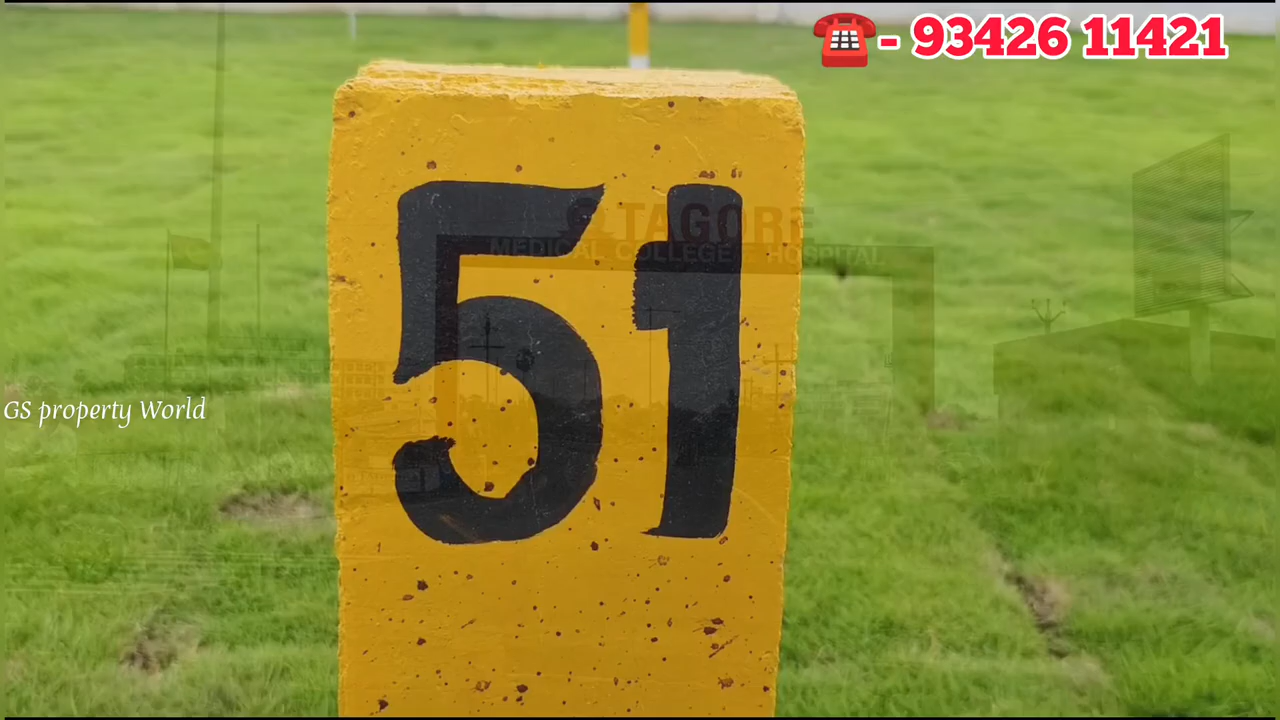 ☎️- 93426 11421
51
TAGORE
MEDICAL COLLEGE & HOSPITAL
GS property World